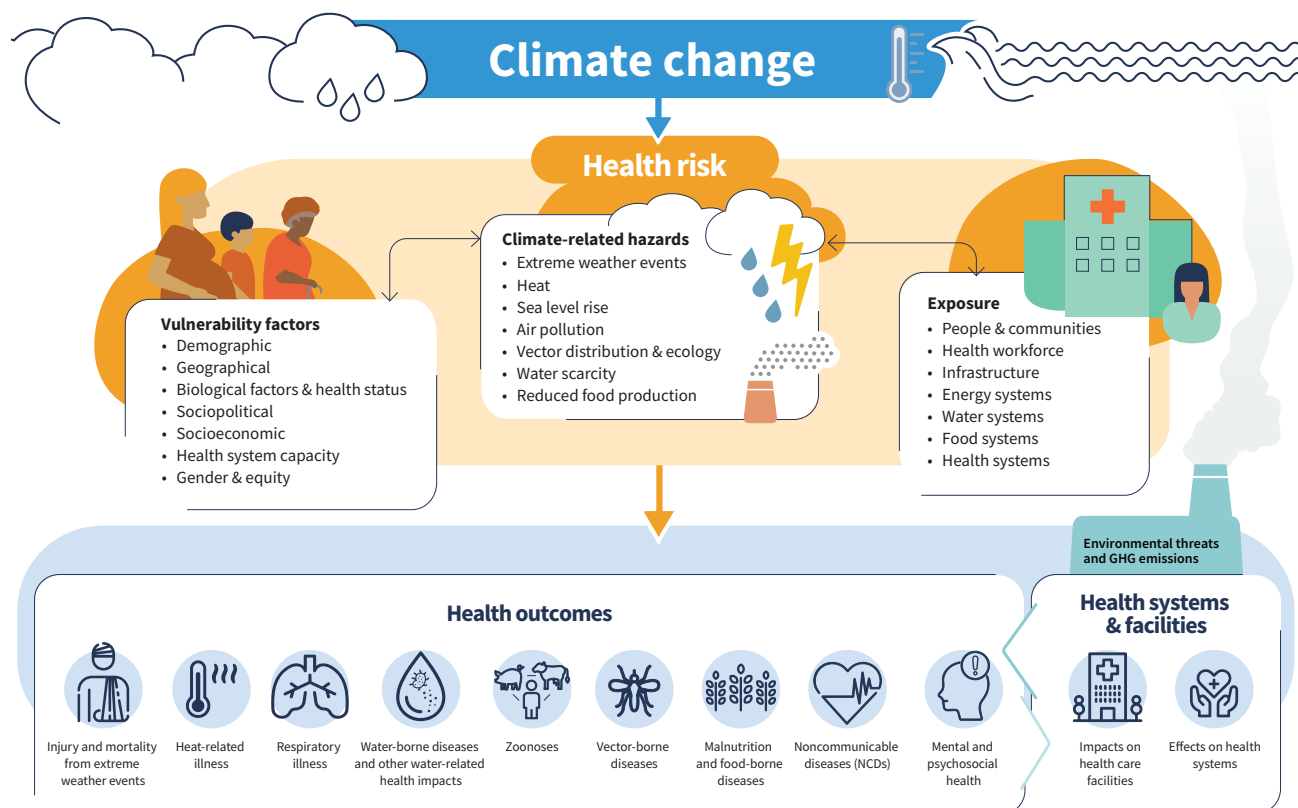 Climate change
Health risk
Climate-related hazards
• Extreme weather events
• Heat
• Sea level rise
• Air pollution
• Vector distribution & ecology
• Water scarcity
• Reduced food production
Vulnerability factors
• Demographic
• Geographical
• Biological factors & health status
• Sociopolitical
• Socioeconomic
• Health system capacity
• Gender & equity
Exposure
• People & communities
• Health workforce
• Infrastructure
• Energy systems
• Water systems
• Food systems
• Health systems
Environmental threats
and GHG emissions
Health outcomes
Injury and mortality
from extreme
weather events
Heat-related
illness
Respiratory
illness
Water-borne diseases
and other water-related
health impacts
Zoonoses
Vector-borne
diseases
Malnutrition
and food-borne
diseases
Noncommunicable
diseases (NCDs)
Mental and
psychosocial
health
Health systems
& facilities
Impacts on
health care
facilities
Effects on health
systems